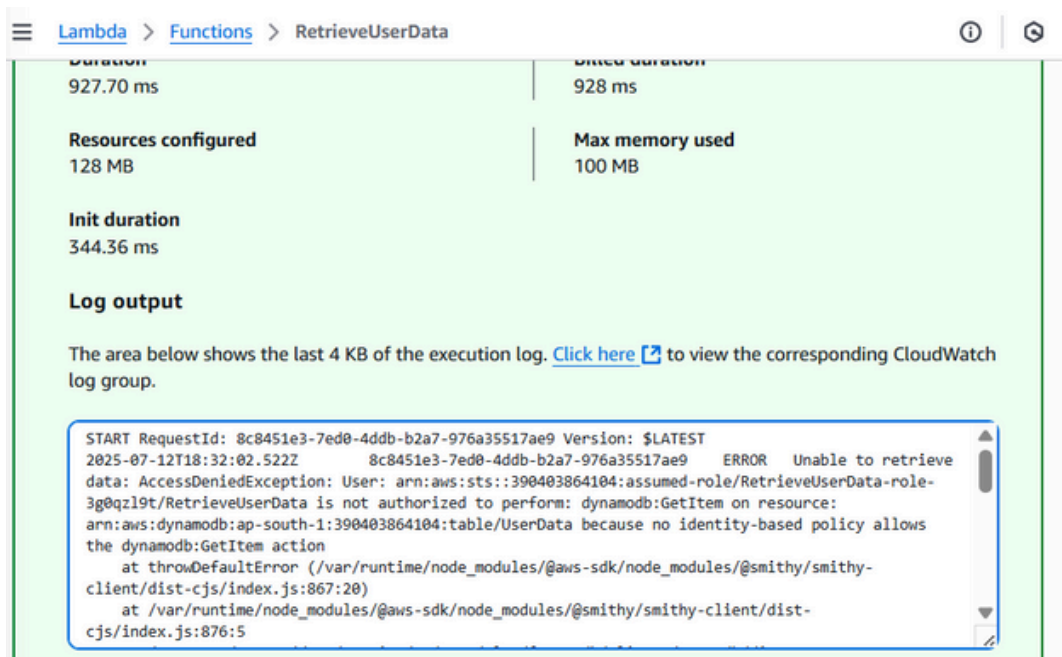 Lambda > Functions > RetrieveUserData
Duration Billed duration
927.70 ms 928 ms
Resources configured Max memory used
128 MB 100 MB
Init duration
344.36 ms
Log output
The area below shows the last 4 KB of the execution log. Click here to view the corresponding CloudWatch
log group.
START RequestId: 8c8451e3-7ed0-4ddb-b2a7-976a35517ae9 Version: $LATEST
2025-07-12T18:32:02.522Z 8c8451e3-7ed0-4ddb-b2a7-976a35517ae9 ERROR Unable to retrieve
data: AccessDeniedException: User: arn:aws:sts::390403864104:assumed-role/RetrieveUserData-role-
3g0qzl9t/RetrieveUserData is not authorized to perform: dynamodb:GetItem on resource:
arn:aws:dynamodb:ap-south-1:390403864104:table/UserData because no identity-based policy allows
the dynamodb:GetItem action
at throwDefaultError (/var/runtime/node_modules/@aws-sdk/node_modules/@smithy/smithy-
client/dist-cjs/index.js:867:20)
at /var/runtime/node_modules/@aws-sdk/node_modules/@smithy/smithy-client/dist-
cjs/index.js:876:5